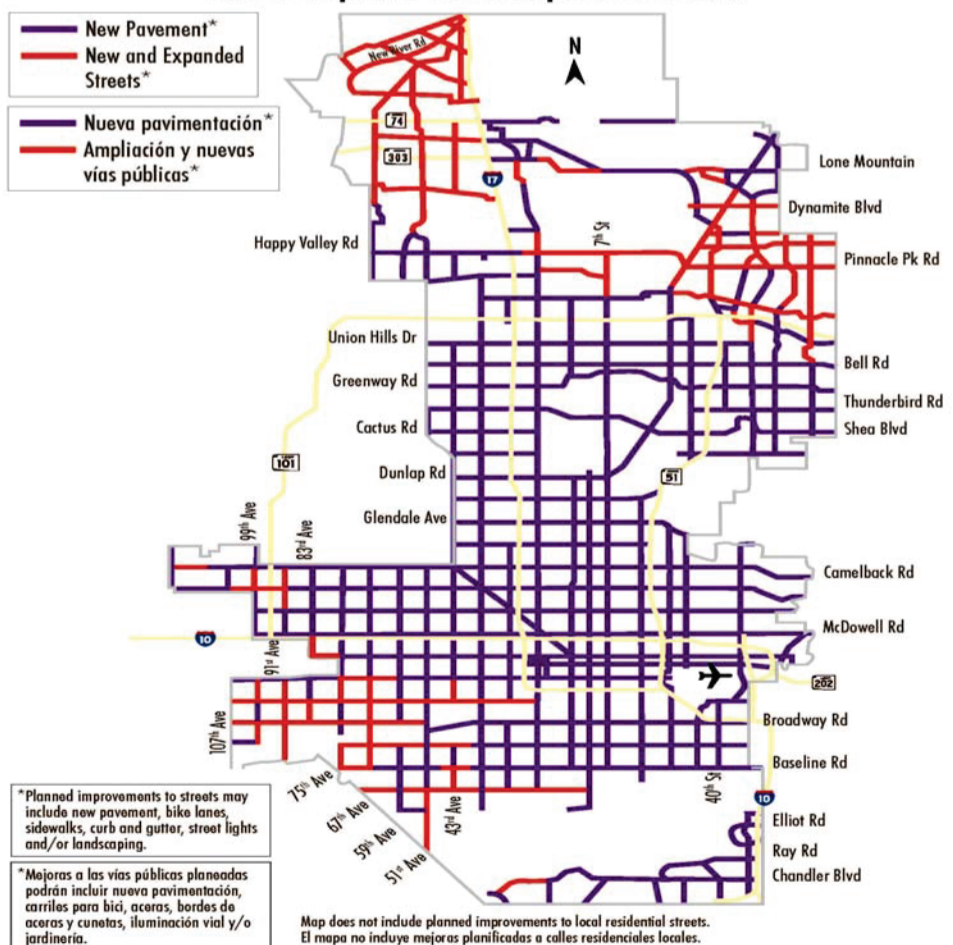 New Pavement*
New and Expanded
Streets*
Nueva pavimentación*
Ampliación y nuevas
vías públicas*
New River Rd
N
74
303
17
Lone Mountain
Dynamite Blvd
Happy Valley Rd
7th St
Pinnacle Pk Rd
Union Hills Dr
Bell Rd
Greenway Rd
Thunderbird Rd
Cactus Rd
Shea Blvd
101
Dunlap Rd
51
Glendale Ave
99th Ave
83rd Ave
Camelback Rd
10
McDowell Rd
91st Ave
202
107th Ave
Broadway Rd
Baseline Rd
75th Ave
67th Ave
59th Ave
51st Ave
43rd Ave
40th St
10
Elliot Rd
Ray Rd
Chandler Blvd
*Planned improvements to streets may
include new pavement, bike lanes,
sidewalks, curb and gutter, street lights
and/or landscaping.
*Mejoras a las vías públicas planeadas
podrán incluir nueva pavimentación,
carriles para bici, aceras, bordes de
aceras y cunetas, iluminación vial y/o
jardinería.
Map does not include planned improvements to local residential streets.
El mapa no incluye mejoras planificadas a calles residenciales locales.